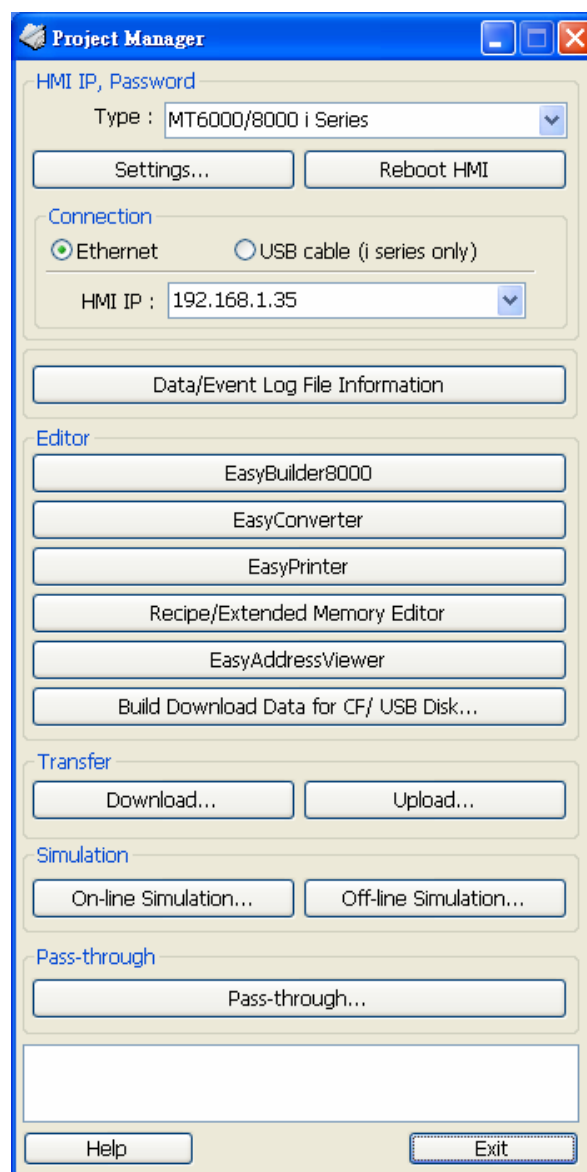 Project Manager
HMI IP, Password
Type : MT6000/8000 i Series
Settings... Reboot HMI
Connection
Ethernet USB cable (i series only)
HMI IP : 192.168.1.35
Data/Event Log File Information
Editor
EasyBuilder8000
EasyConverter
EasyPrinter
Recipe/Extended Memory Editor
EasyAddressViewer
Build Download Data for CF/ USB Disk...
Transfer
Download... Upload...
Simulation
On-line Simulation... Off-line Simulation...
Pass-through
Pass-through...
Help Exit